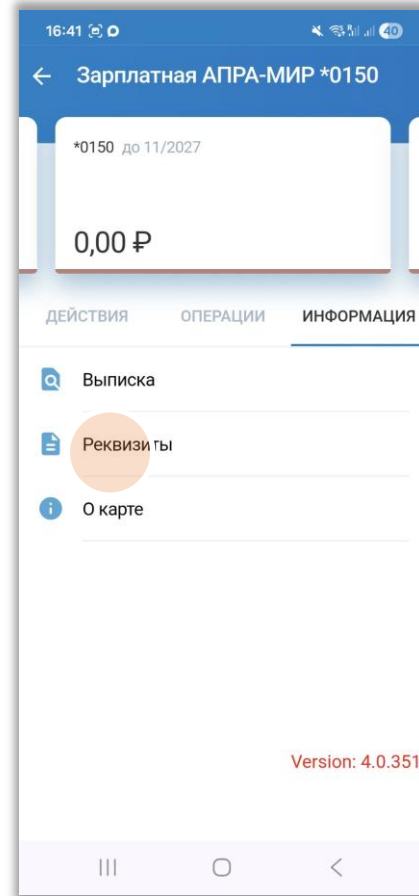 16:41
40
Зарплатная АПРА-МИР *0150
*0150 до 11/2027
0,00 ₽
ДЕЙСТВИЯ ОПЕРАЦИИ ИНФОРМАЦИЯ
Выписка
Реквизиты
О карте
Version: 4.0.351